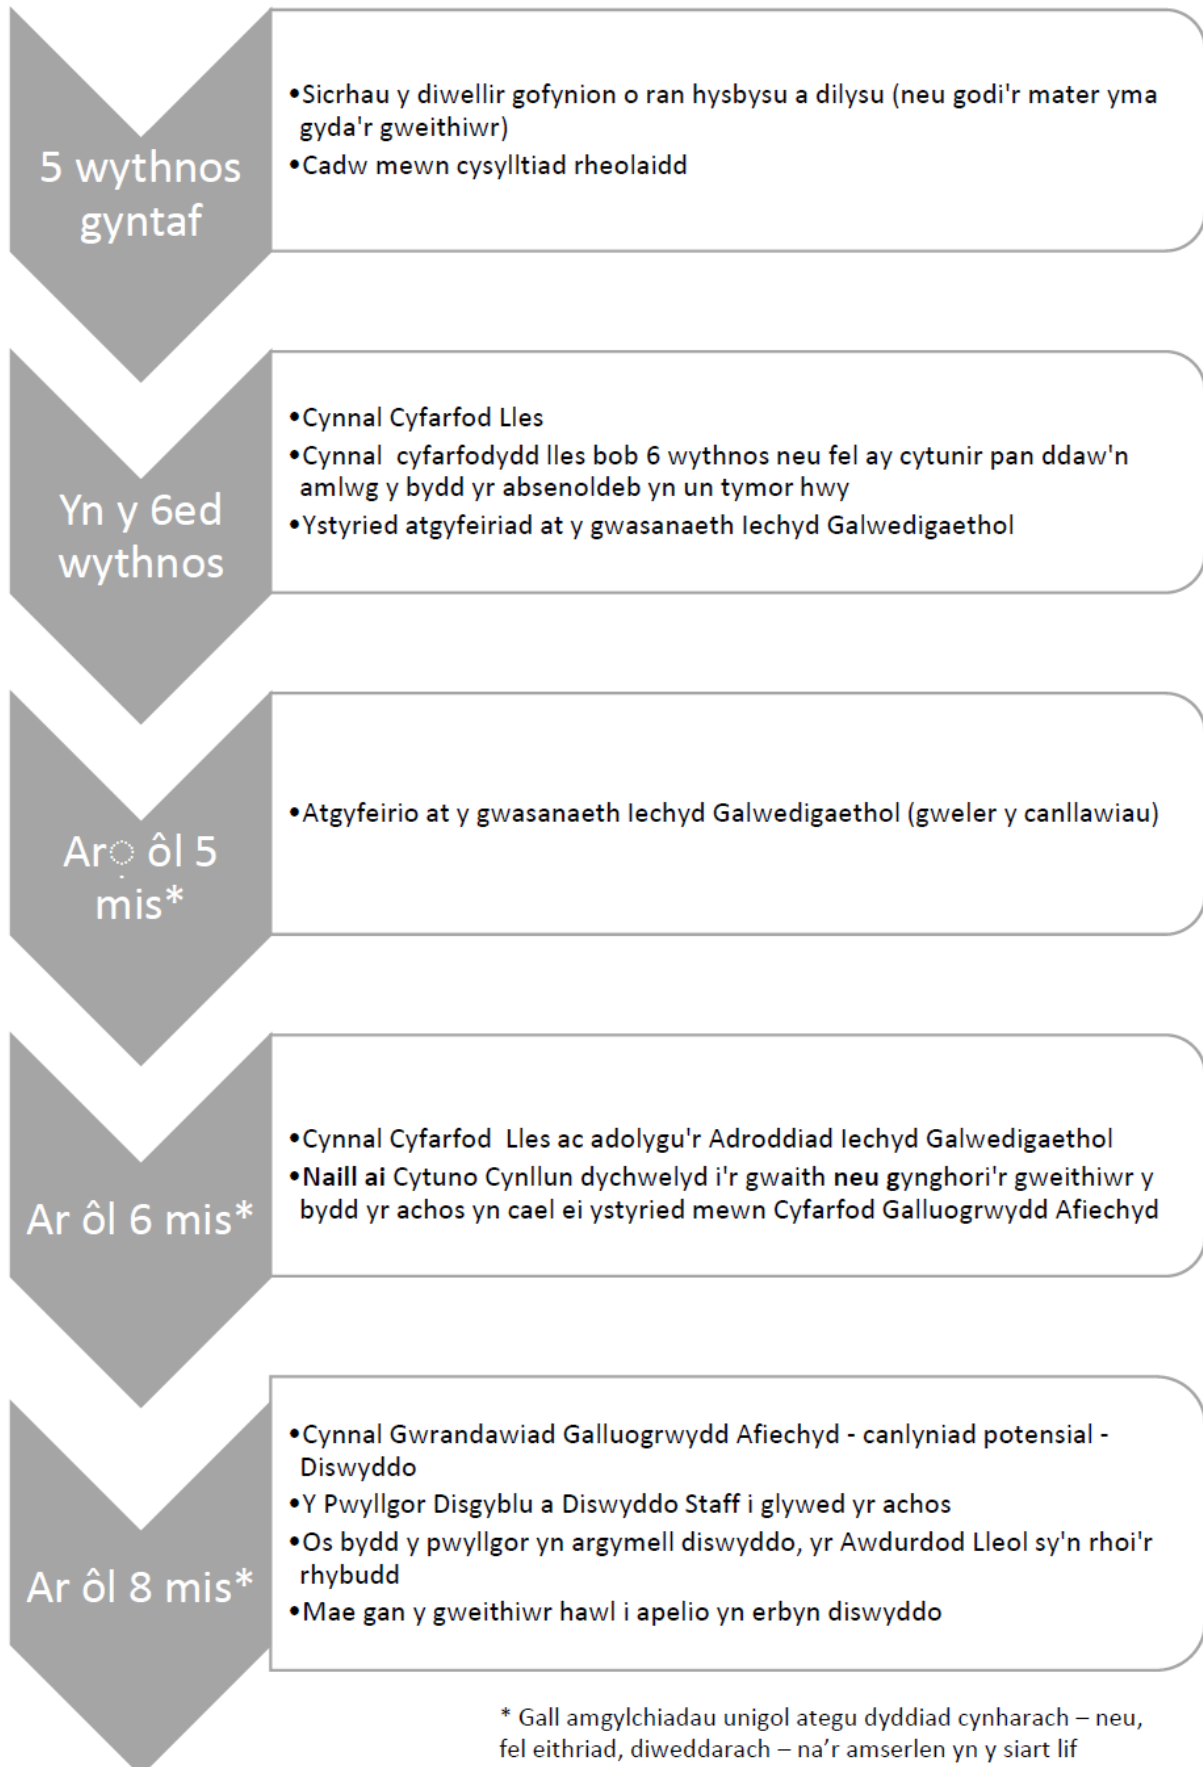 5 wythnos
gyntaf
•Sicrhau y diwellir gofynion o ran hysbysu a dilysu (neu godi'r mater yma
gyda'r gweithiwr)
•Cadw mewn cysylltiad rheolaidd
Yn y 6ed
wythnos
•Cynnal Cyfarfod Lles
•Cynnal cyfarfodydd lles bob 6 wythnos neu fel ay cytunir pan ddaw'n
amlwg y bydd yr absenoldeb yn un tymor hwy
•Ystyried atgyfeiriad at y gwasanaeth Iechyd Galwedigaethol
Ar ̣ ôl 5
mis*
•Atgyfeirio at y gwasanaeth Iechyd Galwedigaethol (gweler y canllawiau)
Ar ôl 6 mis*
•Cynnal Cyfarfod Lles ac adolygu'r Adroddiad Iechyd Galwedigaethol
•Naill ai Cytuno Cynllun dychwelyd i'r gwaith neu gynghori'r gweithiwr y
bydd yr achos yn cael ei ystyried mewn Cyfarfod Galluogrwydd Afiechyd
Ar ôl 8 mis*
•Cynnal Gwrandawiad Galluogrwydd Afiechyd - canlyniad potensial -
Diswyddo
•Y Pwyllgor Disgyblu a Diswyddo Staff i glywed yr achos
•Os bydd y pwyllgor yn argymell diswyddo, yr Awdurdod Lleol sy'n rhoi'r
rhybudd
•Mae gan y gweithiwr hawl i apelio yn erbyn diswyddo
* Gall amgylchiadau unigol ategu dyddiad cynharach – neu,
fel eithriad, diweddarach – na’r amserlen yn y siart lif